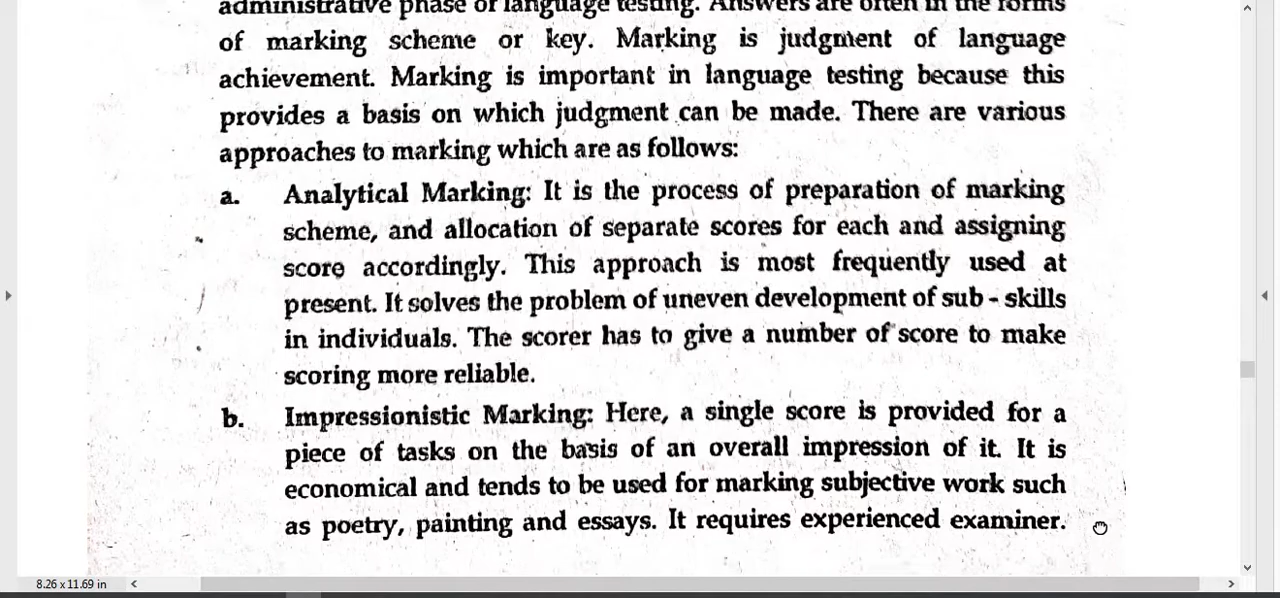 administrative phase of language testing. Answers are often in the forms
of marking scheme or key. Marking is judgment of language
achievement. Marking is important in language testing because this
provides a basis on which judgment can be made. There are various
approaches to marking which are as follows:
a. Analytical Marking: It is the process of preparation of marking
scheme, and allocation of separate scores for each and assigning
score accordingly. This approach is most frequently used at
present. It solves the problem of uneven development of sub - skills
in individuals. The scorer has to give a number of score to make
scoring more reliable.
b. Impressionistic Marking: Here, a single score is provided for a
piece of tasks on the basis of an overall impression of it. It is
economical and tends to be used for marking subjective work such
as poetry, painting and essays. It requires experienced examiner.
8.26 x 11.69 in